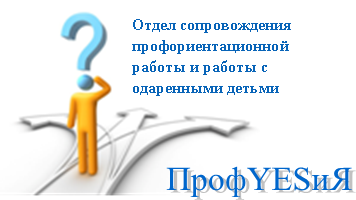 Отдел сопровождения
профориентационной
работы и работы с
одаренными детьми
ПрофYESиЯ